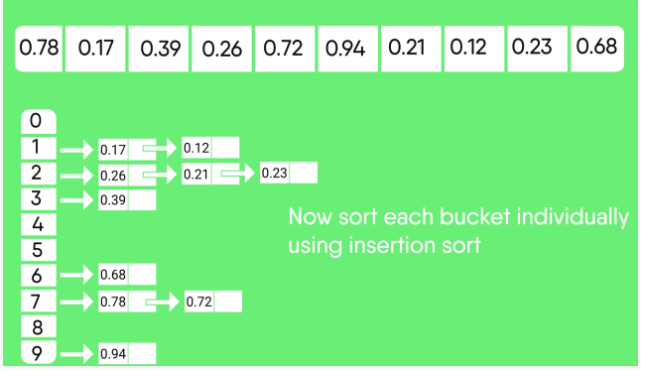 0.78 0.17 0.39 0.26 0.72 0.94 0.21 0.12 0.23 0.68
0
1 0.17 0.12
2 0.26 0.21 0.23
3 0.39
4
Now sort each bucket individually
5
using insertion sort
6 0.68
7 0.78 0.72
8
9 0.94